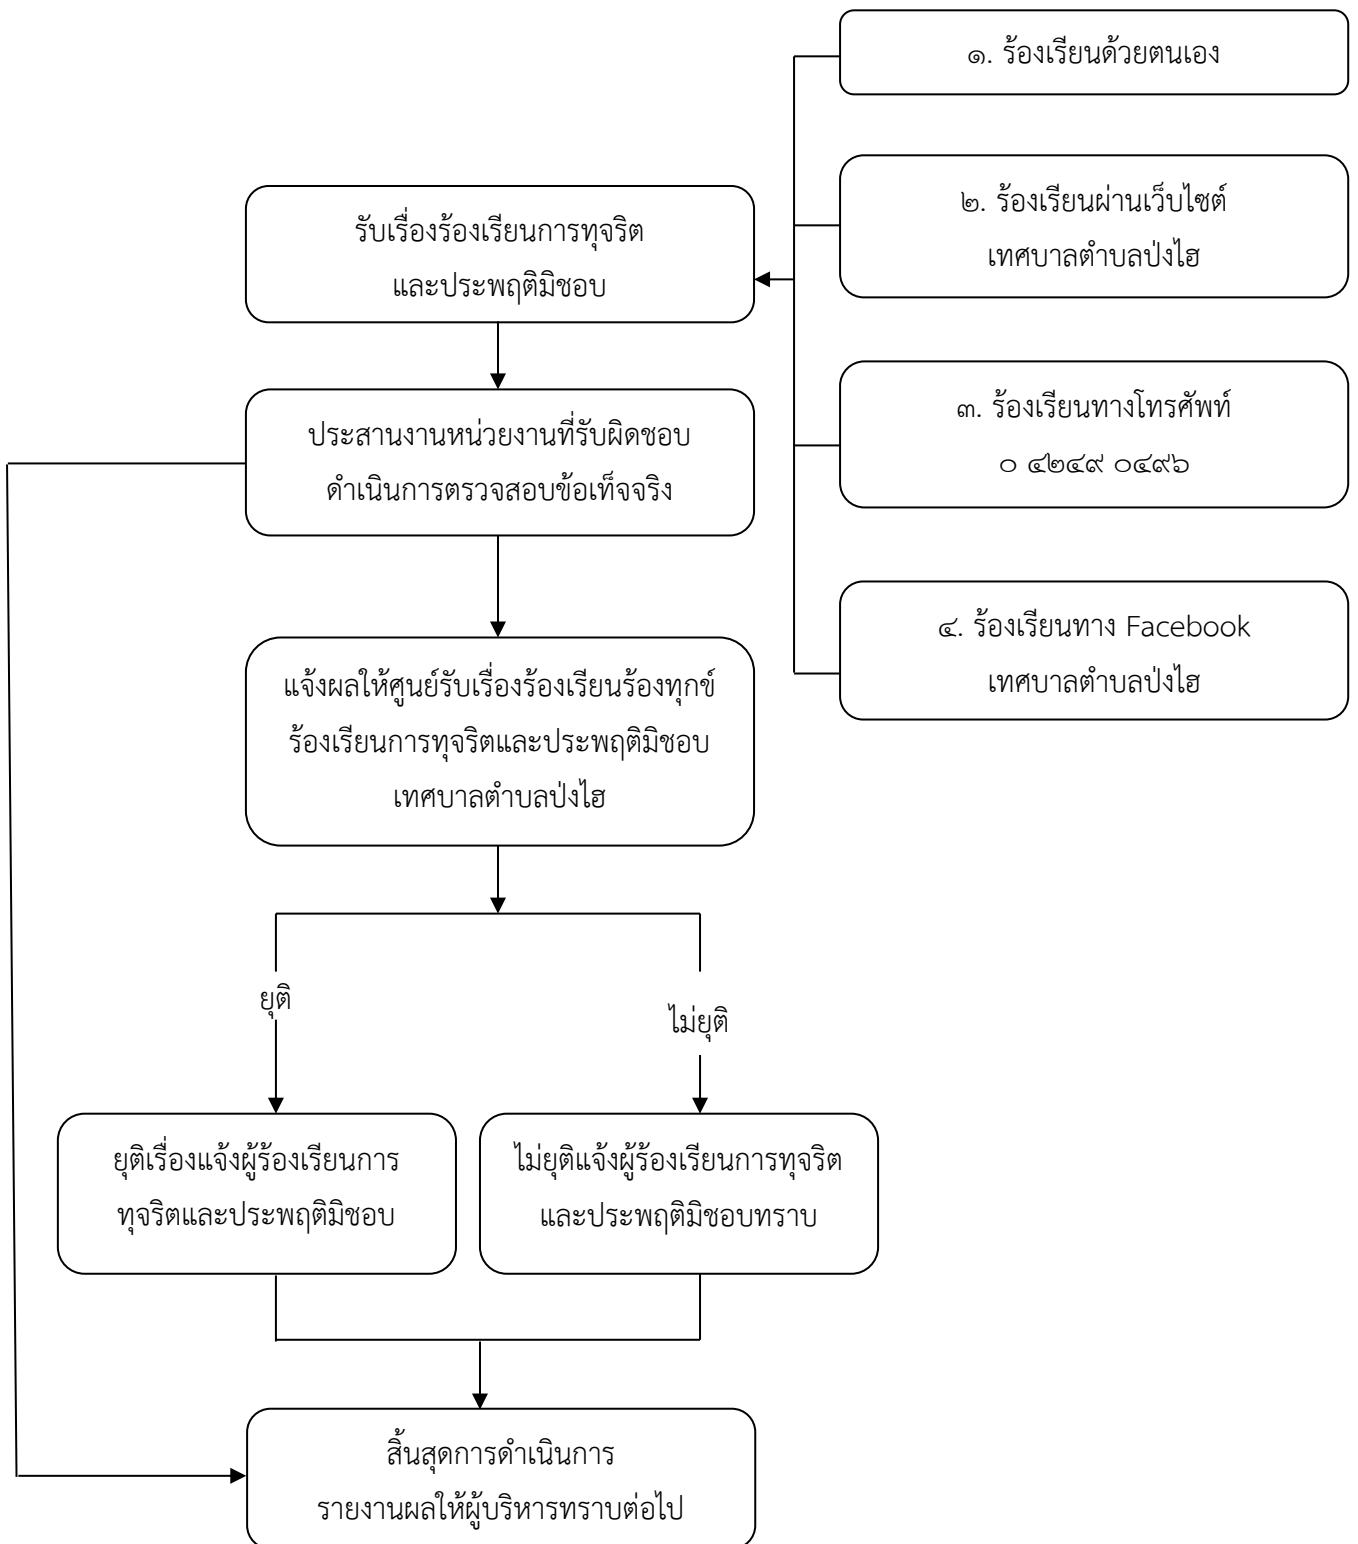 ๑. ร้องเรียนด้วยตนเอง
๒. ร้องเรียนผ่านเว็บไซต์
เทศบาลตำบลป่งไฮ
รับเรื่องร้องเรียนการทุจริต
และประพฤติมิชอบ
๓. ร้องเรียนทางโทรศัพท์
๐ ๔๒๔๙ ๐๔๙๖
ประสานงานหน่วยงานที่รับผิดชอบ
ดำเนินการตรวจสอบข้อเท็จจริง
๔. ร้องเรียนทาง Facebook
เทศบาลตำบลป่งไฮ
แจ้งผลให้ศูนย์รับเรื่องร้องเรียนร้องทุกข์
ร้องเรียนการทุจริตและประพฤติมิชอบ
เทศบาลตำบลป่งไฮ
ยุติ
ไม่ยุติ
ยุติเรื่องแจ้งผู้ร้องเรียนการ
ทุจริตและประพฤติมิชอบ
ไม่ยุติแจ้งผู้ร้องเรียนการทุจริต
และประพฤติมิชอบทราบ
สิ้นสุดการดำเนินการ
รายงานผลให้ผู้บริหารทราบต่อไป